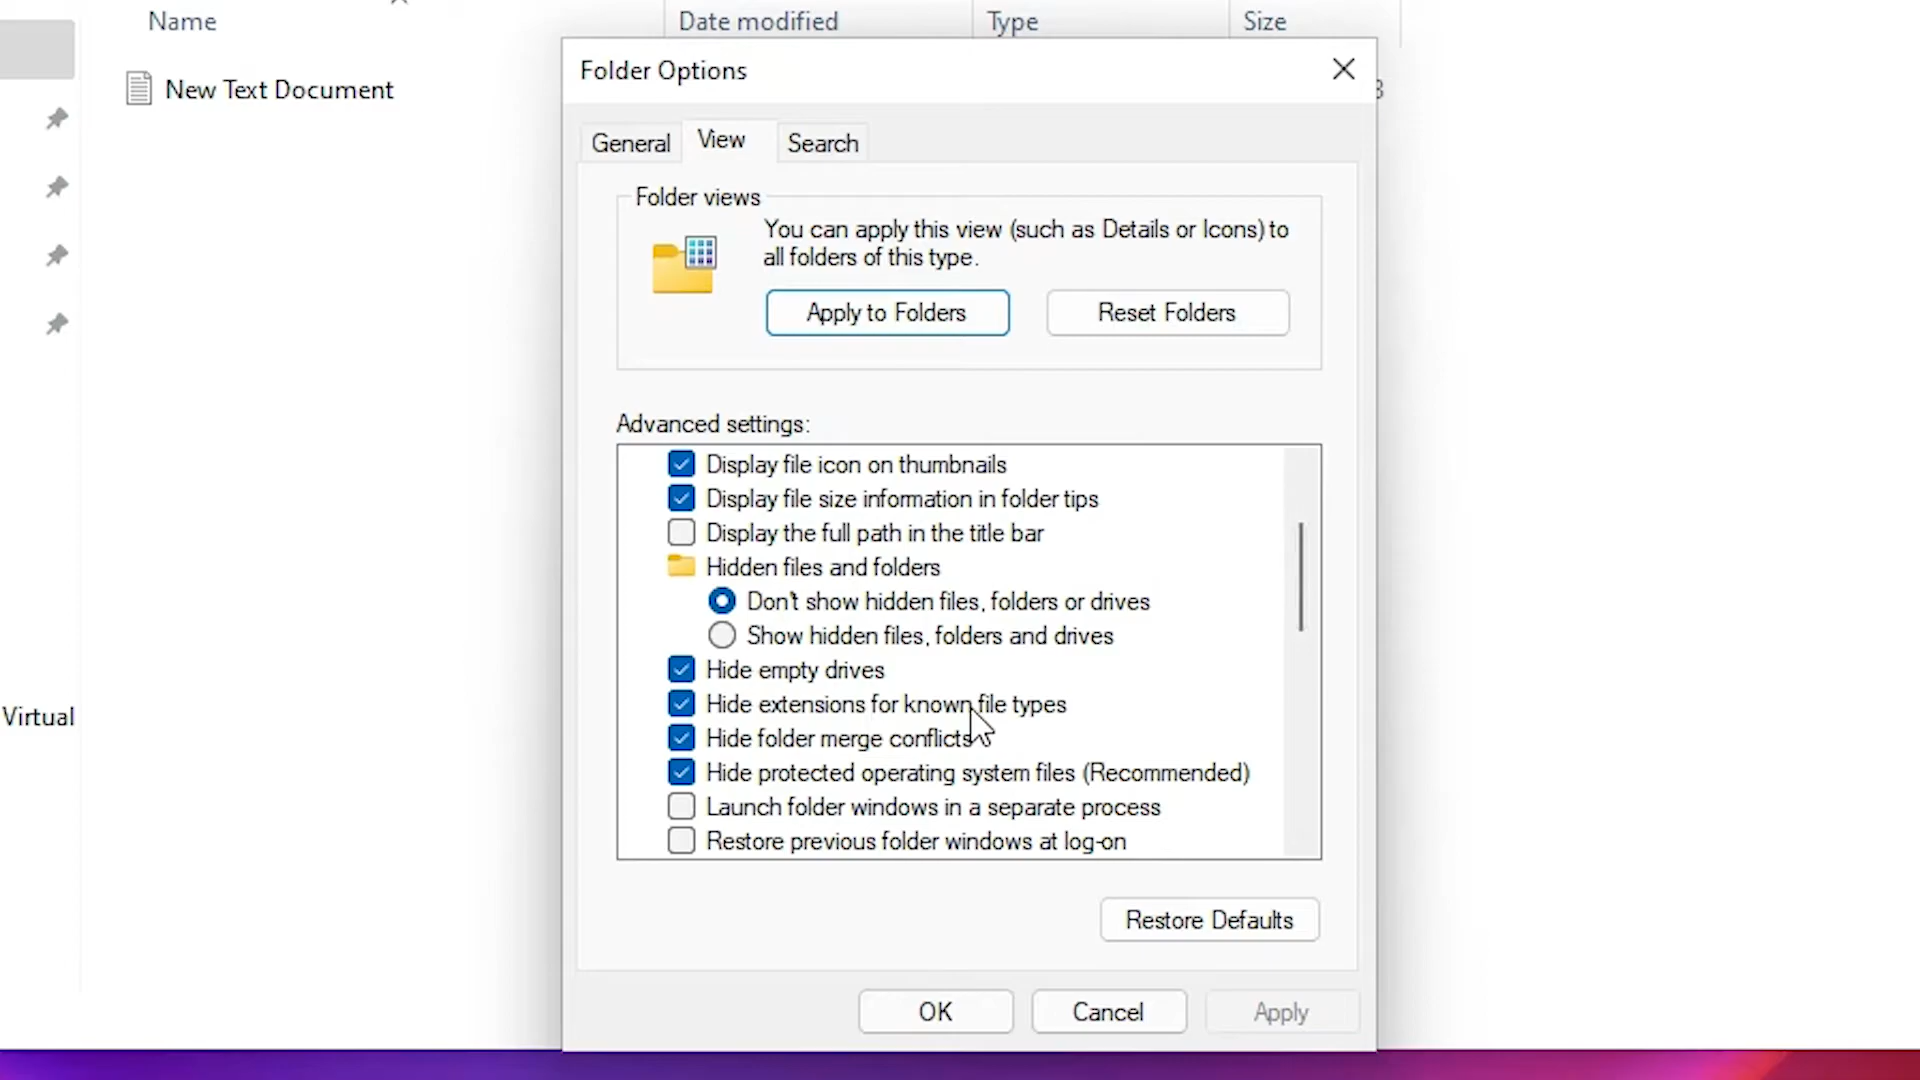 Name
Date modified
Type
Size
New Text Document
Virtual
Folder Options
General
View
Search
Folder views
You can apply this view (such as Details or Icons) to
all folders of this type.
Apply to Folders
Reset Folders
Advanced settings:
Display file icon on thumbnails
Display file size information in folder tips
Display the full path in the title bar
Hidden files and folders
Don't show hidden files, folders or drives
Show hidden files, folders and drives
Hide empty drives
Hide extensions for known file types
Hide folder merge conflicts
Hide protected operating system files (Recommended)
Launch folder windows in a separate process
Restore previous folder windows at log-on
Restore Defaults
OK
Cancel
Apply